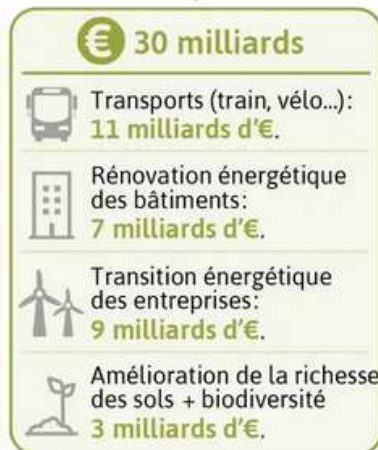 € 30 milliards
Transports (train, vélo...):
11 milliards d'€.
Rénovation énergétique
des bâtiments:
7 milliards d'€.
Transition énergétique
des entreprises:
9 milliards d'€.
Amélioration de la richesse
des sols + biodiversité
3 milliards d'€.